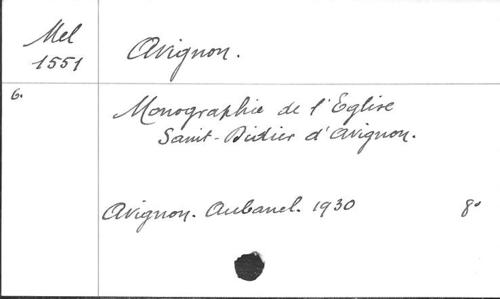 Mel
1551
Avignon.
6.
Monographie de l'Eglise
Saint-Didier d'Avignon.
Avignon. Aubanel. 1930 8°